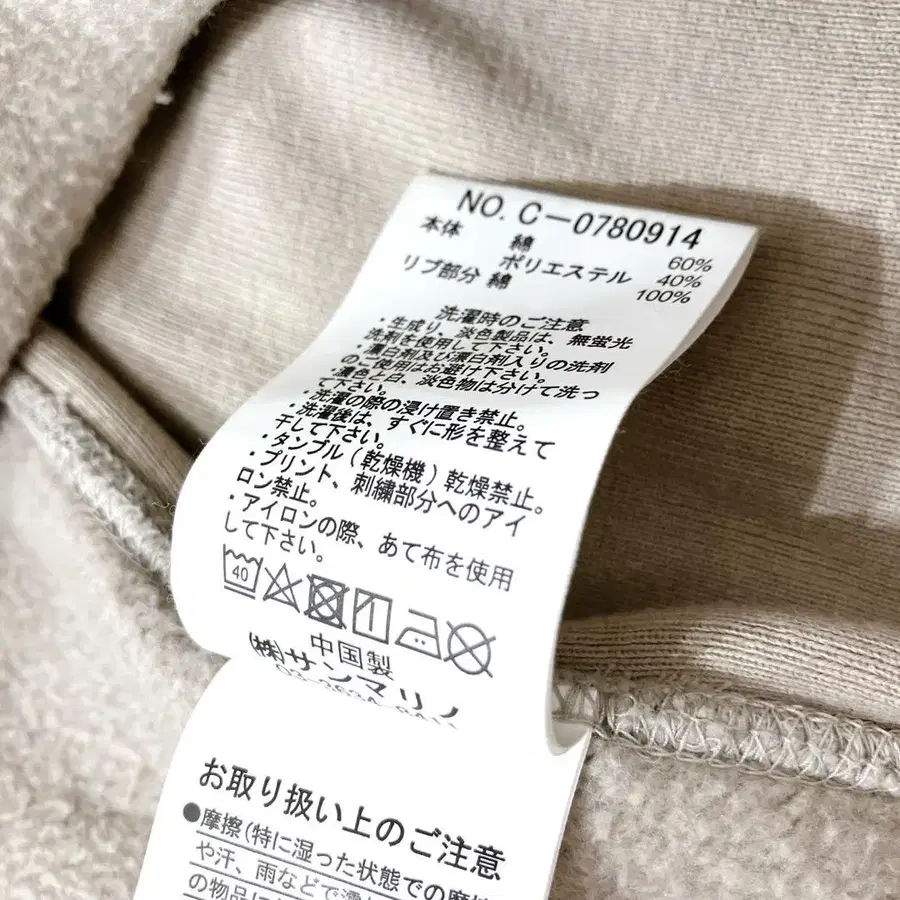 NO. C-0780914
本体 綿 60%
ポリエステル 40%
リブ部分 綿 100%
洗濯時のご注意
・生成り、淡色製品は、無蛍光
洗剤を使用して下さい。
・漂白剤及び漂白剤入りの洗剤
のご使用はお避け下さい。
・濃色と白、淡色物は分けて洗っ
て下さい。
・洗濯の際の浸け置き禁止。
・洗濯後は、すぐに形を整えて
干して下さい。
・タンブル(乾燥機)乾燥禁止。
・プリント、刺繍部分へのアイ
ロン禁止。
・アイロンの際、あて布を使用
して下さい。
40
中国製
(株)サンマリノ
お取り扱い上のご注意
●摩擦(特に湿った状態での摩
や汗、雨などで濡
の物品に